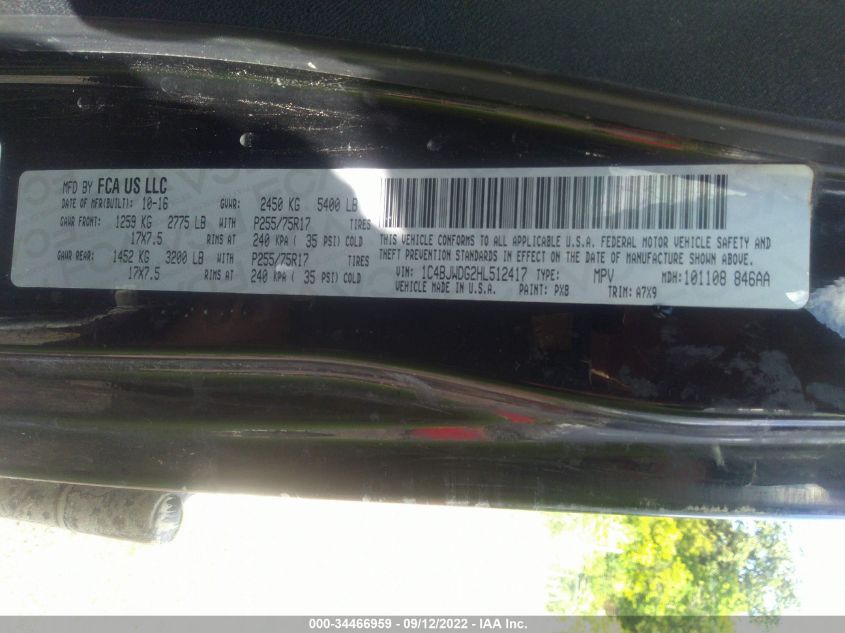 MFD BY FCA US LLC
DATE OF MFR(BUILT): 10-16 GVWR: 2450 KG 5400 LB
GAWR FRONT: 1259 KG 2775 LB WITH P255/75R17 TIRES
17X7.5 RIMS AT 240 KPA ( 35 PSI) COLD
GAWR REAR: 1452 KG 3200 LB WITH P255/75R17 TIRES
17X7.5 RIMS AT 240 KPA ( 35 PSI) COLD
THIS VEHICLE CONFORMS TO ALL APPLICABLE U.S.A. FEDERAL MOTOR VEHICLE SAFETY AND
THEFT PREVENTION STANDARDS IN EFFECT ON THE DATE OF MANUFACTURE SHOWN ABOVE.
VIN: 1C4BJWDG2HL512417 TYPE: MPV MDH: 101108 846AA
VEHICLE MADE IN U.S.A. PAINT: PXB TRIM: A7X9
000-34466959 - 09/12/2022 - IAA Inc.